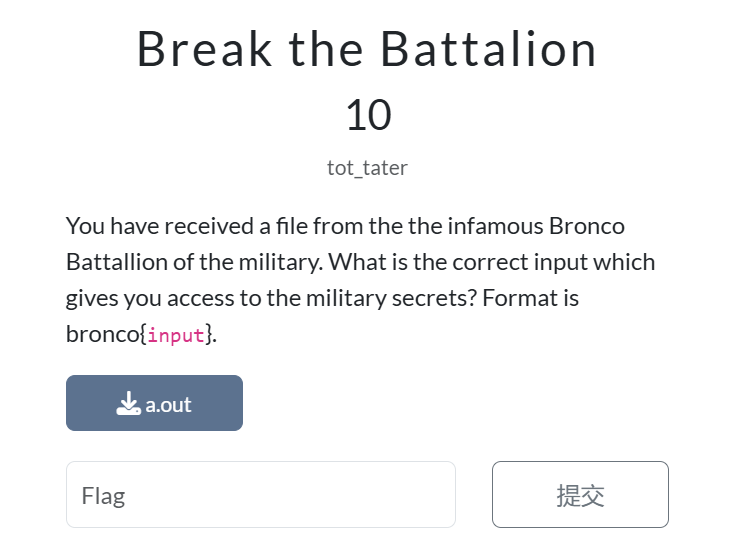 Break the Battalion
10
tot_tater
You have received a file from the the infamous Bronco
Battallion of the military. What is the correct input which
gives you access to the military secrets? Format is
bronco{input}.
a.out
Flag
提交